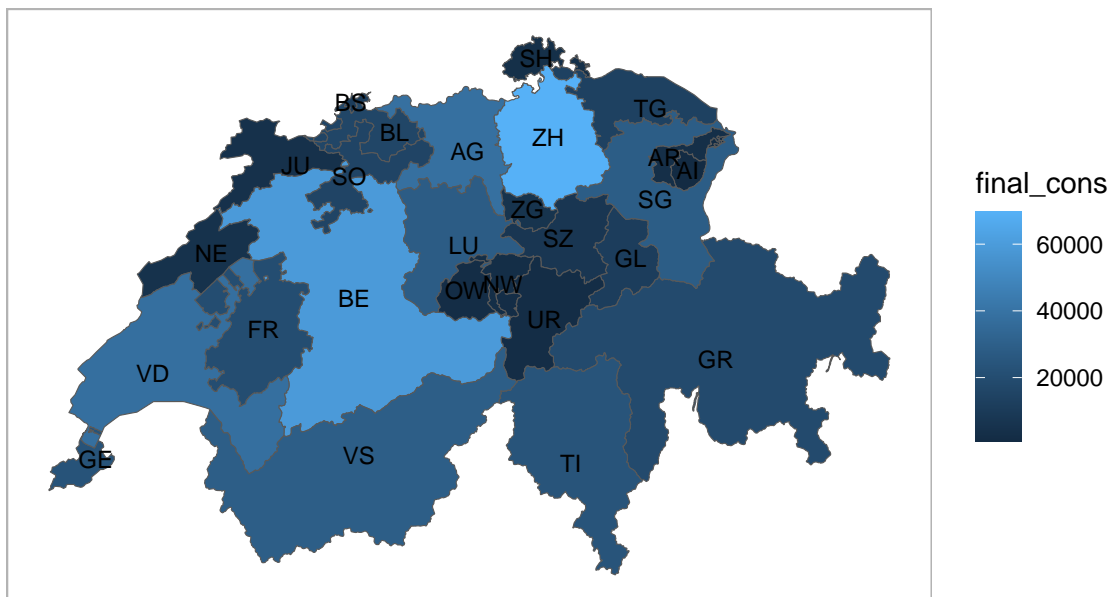 SH
BS
TG
BL
ZH
AG
AR
JU
AI
SO
SG
ZG
SZ
LU
NE
GL
NW
OW
BE
UR
FR
GR
VD
VS
GE
TI
final_cons
60000
40000
20000